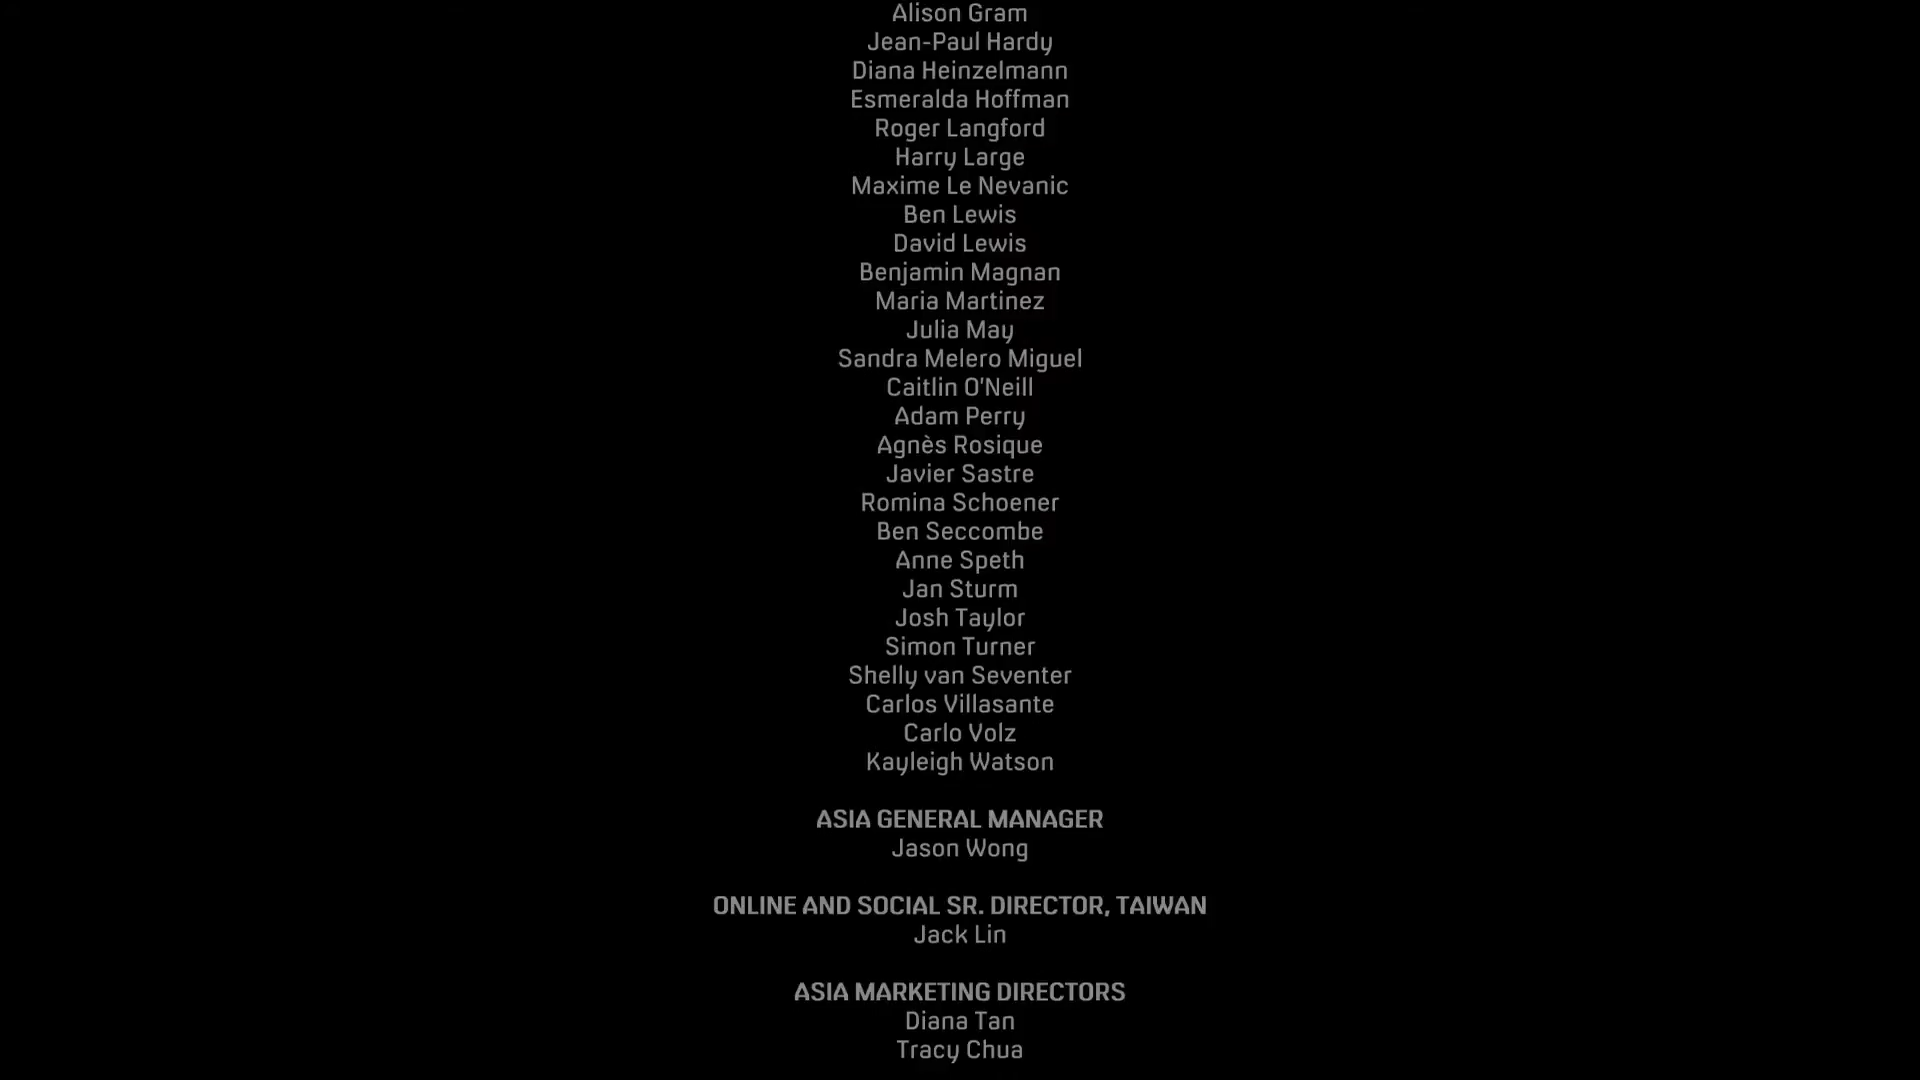 Alison Gram
Jean-Paul Hardy
Diana Heinzelmann
Esmeralda Hoffman
Roger Langford
Harry Large
Maxime Le Nevanic
Ben Lewis
David Lewis
Benjamin Magnan
Maria Martinez
Julia May
Sandra Melero Miguel
Caitlin O'Neill
Adam Perry
Agnès Rosique
Javier Sastre
Romina Schoener
Ben Seccombe
Anne Speth
Jan Sturm
Josh Taylor
Simon Turner
Shelly van Seventer
Carlos Villasante
Carlo Volz
Kayleigh Watson
ASIA GENERAL MANAGER
Jason Wong
ONLINE AND SOCIAL SR. DIRECTOR, TAIWAN
Jack Lin
ASIA MARKETING DIRECTORS
Diana Tan
Tracy Chua